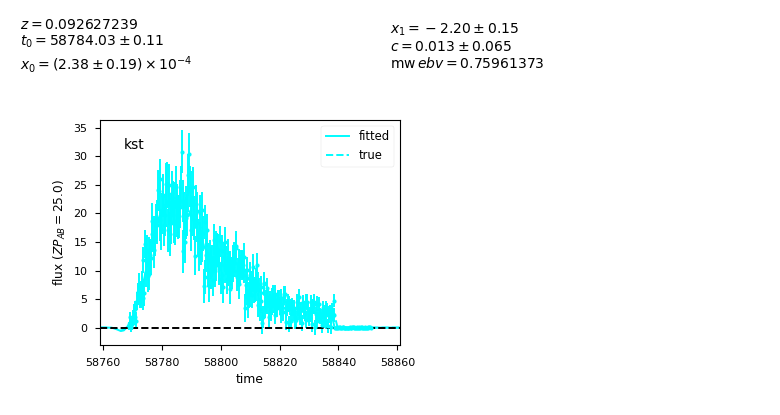 z = 0.092627239
t₀ = 58784.03 ± 0.11
x₀ = (2.38 ± 0.19) × 10⁻⁴
x₁ = −2.20 ± 0.15
c = 0.013 ± 0.065
mw ebv = 0.75961373
kst
fitted
true
35
30
25
20
15
10
5
0
flux (ZP_AB = 25.0)
58760 58780 58800 58820 58840 58860
time